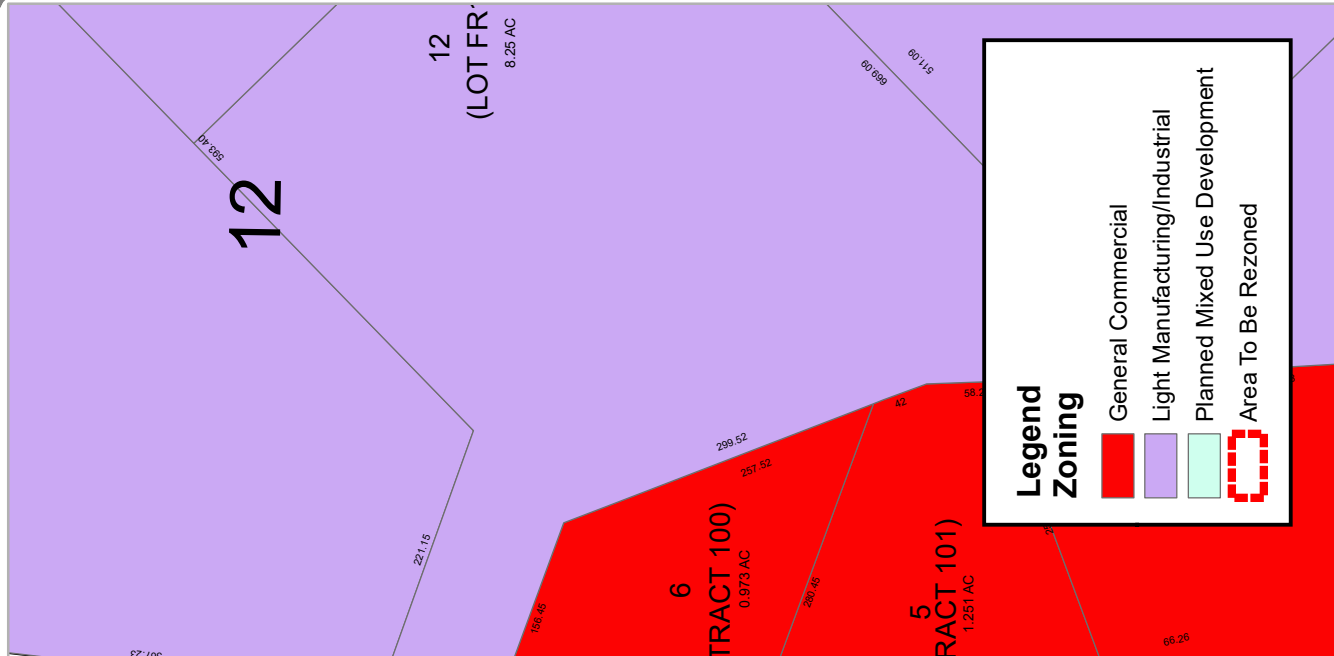 12
12
(LOT FR
8.25 AC
593.40
669.09
511.09
221.15
299.52
257.52
42
156.45
280.45
66.26
6
TRACT 100)
0.973 AC
5
RACT 101)
1.251 AC
Legend
Zoning
General Commercial
Light Manufacturing/Industrial
Planned Mixed Use Development
Area To Be Rezoned